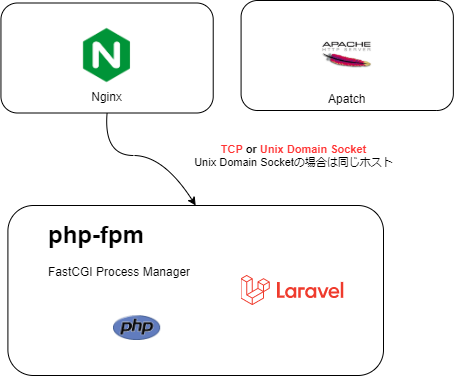 N
APACHE
HTTP SERVER
Nginx
Apatch
TCP or Unix Domain Socket
Unix Domain Socketの場合は同じホスト
php-fpm
FastCGI Process Manager
Laravel
php